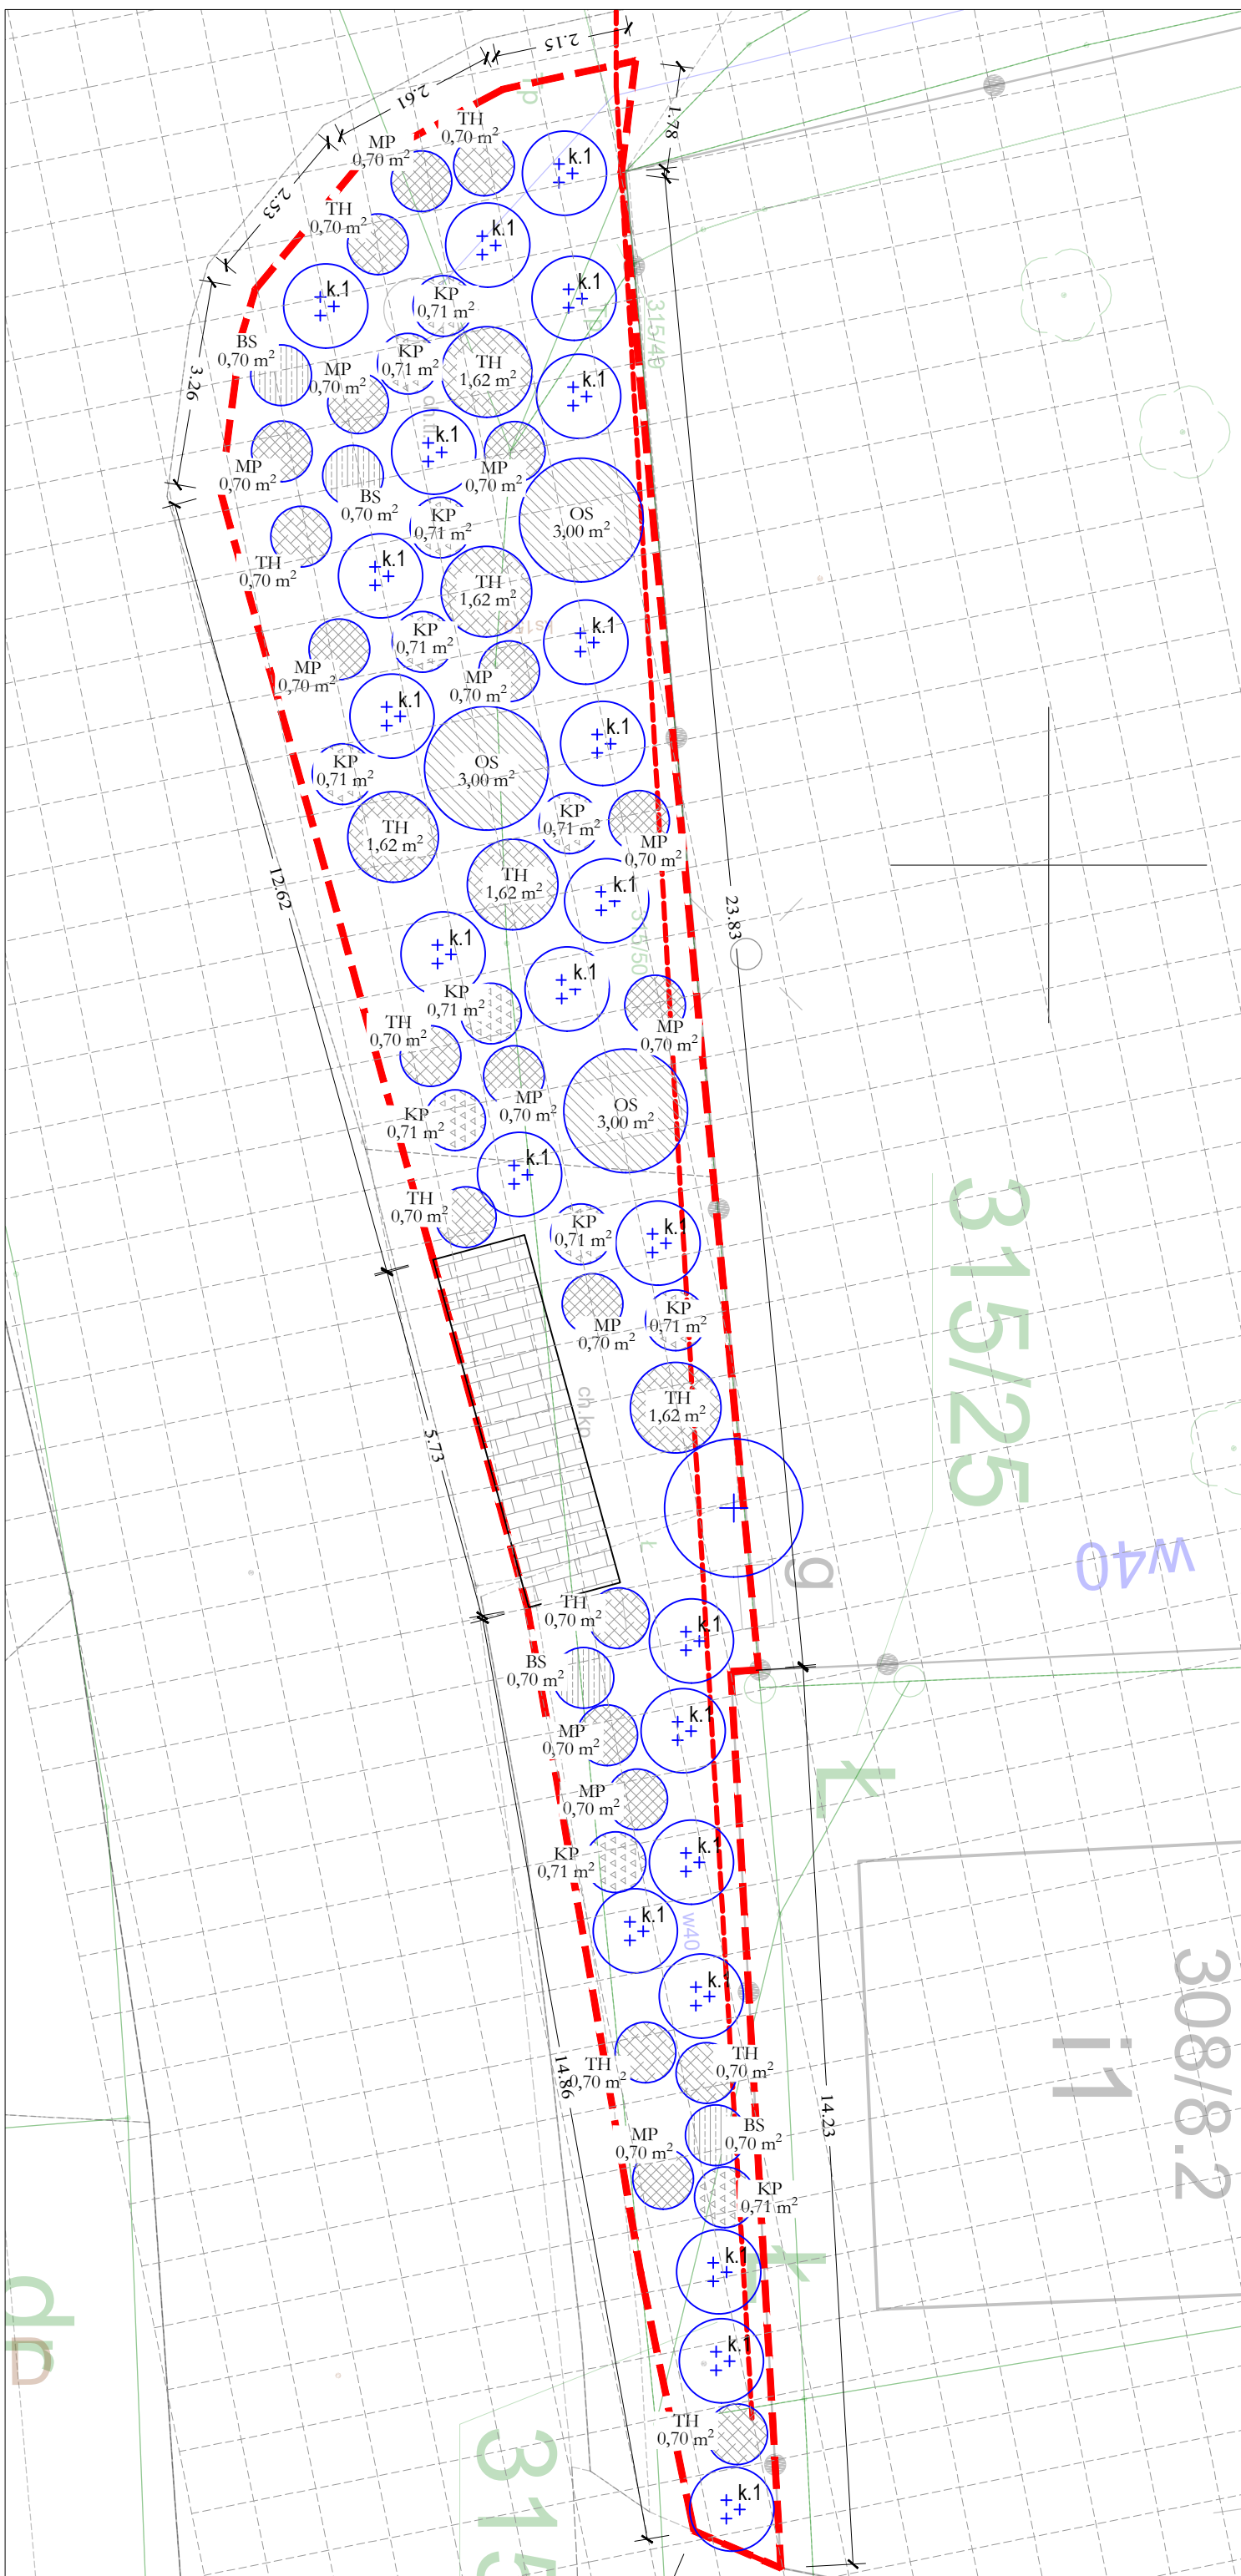 2.15
2.61
dp
1.78
TH
0,70 m²
MP
0,70 m²
k.1
2.53
TH
0,70 m²
k.1
k.1
KP
0,71 m²
k.1
Tp
315/49
BS
0,70 m²
3.26
MP
0,70 m²
KP
0,71 m²
TH
1,62 m²
k.1
k.1
MP
0,70 m²
MP
0,70 m²
BS
0,70 m²
KP
0,71 m²
OS
3,00 m²
TH
0,70 m²
k.1
TH
1,62 m²
KP
0,71 m²
k.1
MP
0,70 m²
MP
0,70 m²
k.1
k.1
KP
0,71 m²
OS
3,00 m²
TH
1,62 m²
KP
0,71 m²
MP
0,70 m²
12.62
TH
1,62 m²
k.1
23.83
315/50
k.1
k.1
KP
0,71 m²
TH
0,70 m²
MP
0,70 m²
MP
0,70 m²
KP
0,71 m²
OS
3,00 m²
k.1
TH
0,70 m²
KP
0,71 m²
k.1
315/25
MP
0,70 m²
KP
0,71 m²
ch.kp
TH
1,62 m²
5.73
ł
g
w40
TH
0,70 m²
k.1
BS
0,70 m²
MP
0,70 m²
k.1
MP
0,70 m²
Ł
KP
0,71 m²
k.1
k.1
w40
k.1
308/8.2
i1
14.86
TH
0,70 m²
TH
0,70 m²
14.23
MP
0,70 m²
BS
0,70 m²
KP
0,71 m²
k.1
ł
dp
k.1
TH
0,70 m²
315
k.1